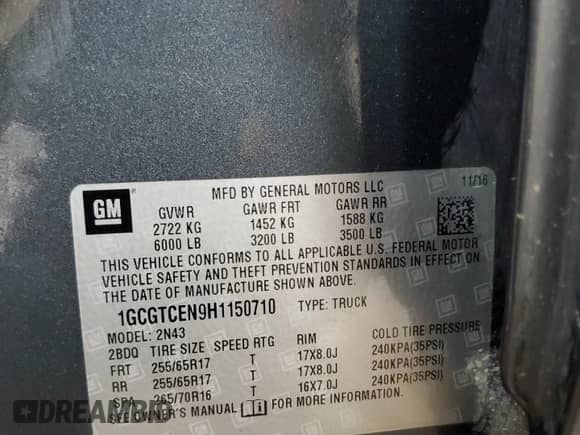 GM
MFD BY GENERAL MOTORS LLC
11/16
GVWR GAWR FRT GAWR RR
2722 KG 1452 KG 1588 KG
6000 LB 3200 LB 3500 LB
THIS VEHICLE CONFORMS TO ALL APPLICABLE U.S. FEDERAL MOTOR
VEHICLE SAFETY AND THEFT PREVENTION STANDARDS IN EFFECT ON
THE DATE OF MANUFACTURE SHOWN ABOVE.
1GCGTCEN9H1150710 TYPE: TRUCK
MODEL: 2N43
2BDQ TIRE SIZE SPEED RTG RIM COLD TIRE PRESSURE
FRT 255/65R17 T 17X8.0J 240KPA(35PSI)
RR 255/65R17 T 17X8.0J 240KPA(35PSI)
SPA 265/70R16 T 16X7.0J 240KPA(35PSI)
SEE OWNER'S MANUAL FOR MORE INFORMATION
DREAMBID